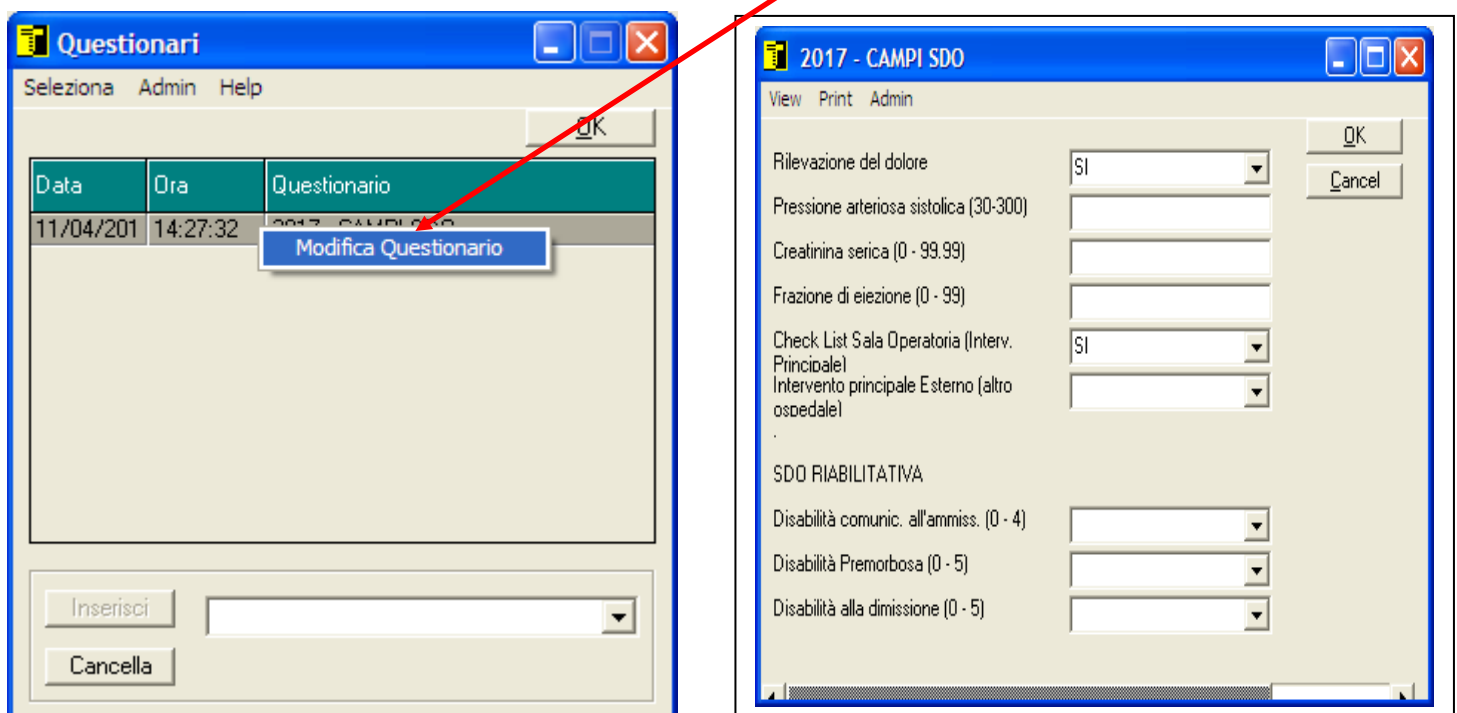 Questionari
Seleziona Admin Help
OK
Data Ora Questionario
11/04/201 14:27:32 2017 - CAMPI SDO
Modifica Questionario
Inserisci
Cancella
2017 - CAMPI SDO
View Print Admin
OK
Cancel
Rilevazione del dolore SI
Pressione arteriosa sistolica (30-300)
Creatinina serica (0 - 99.99)
Frazione di eiezione (0 - 99)
Check List Sala Operatoria (Interv. SI
Principale)
Intervento principale Esterno (altro
ospedale)
.
SDO RIABILITATIVA
Disabilità comunic. all'ammiss. (0 - 4)
Disabilità Premorbosa (0 - 5)
Disabilità alla dimissione (0 - 5)